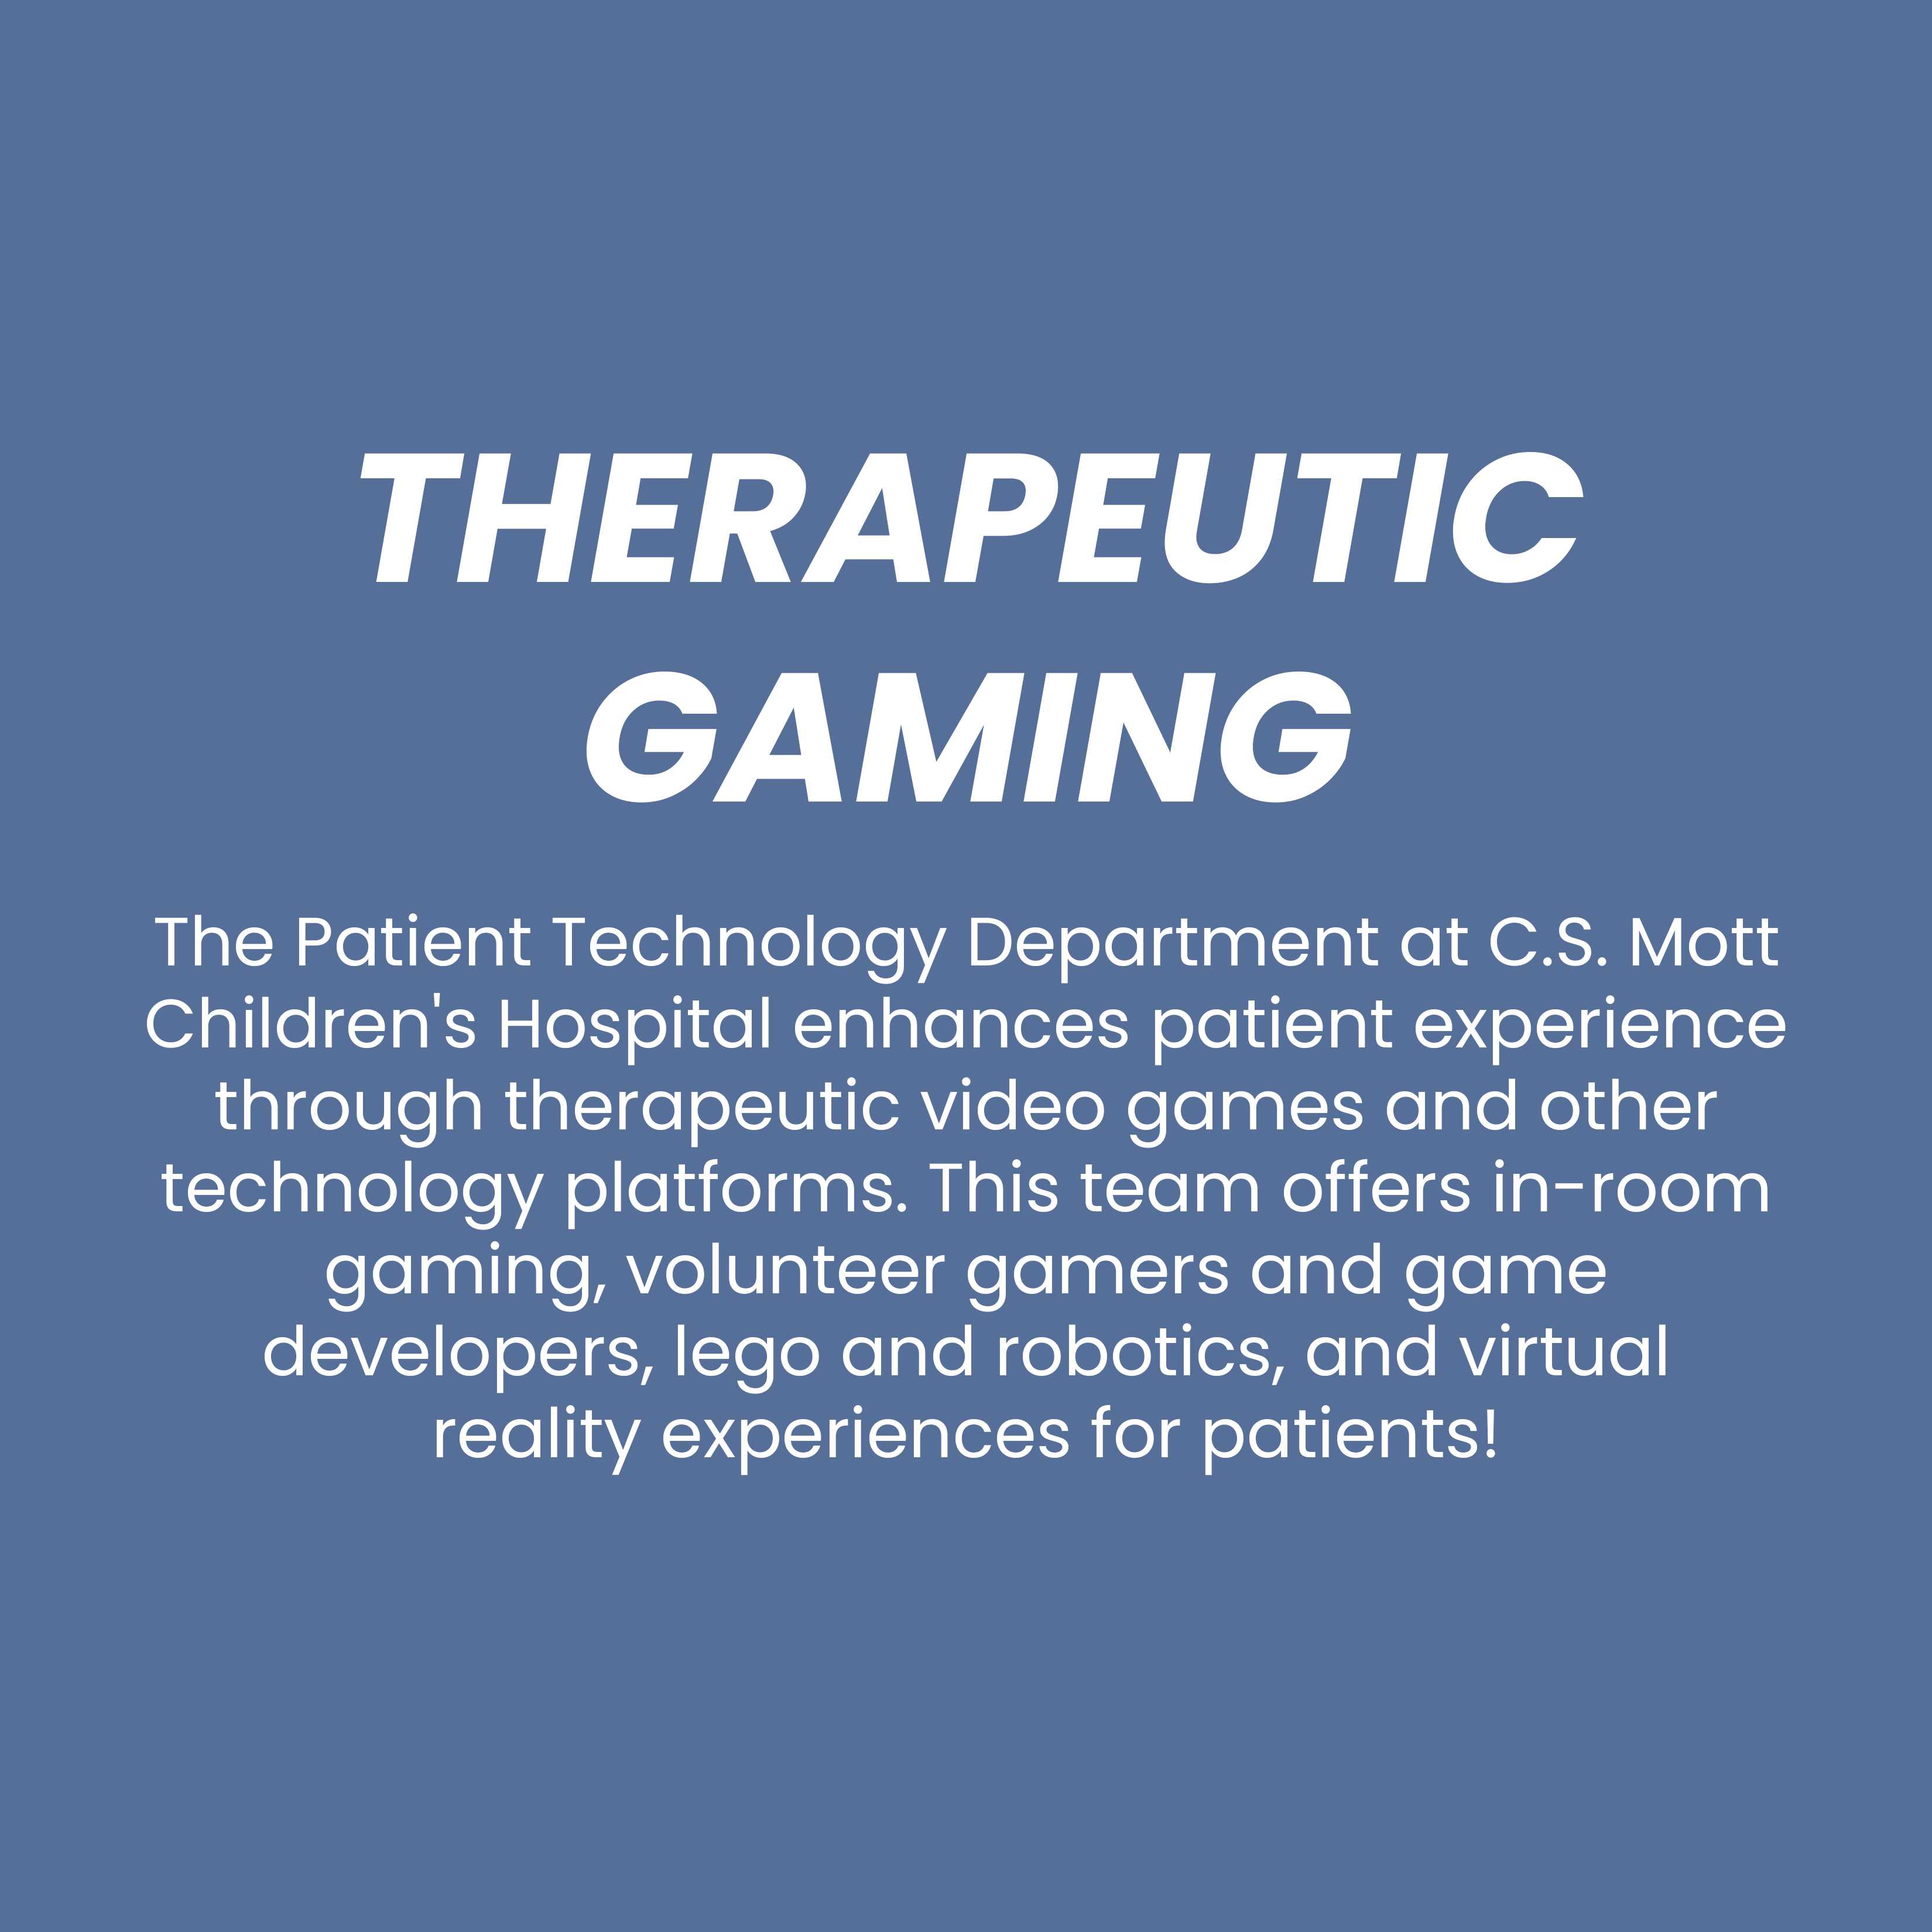 THERAPEUTIC
GAMING
The Patient Technology Department at C.S. Mott
Children's Hospital enhances patient experience
through therapeutic video games and other
technology platforms. This team offers in-room
gaming, volunteer gamers and game
developers, lego and robotics, and virtual
reality experiences for patients!